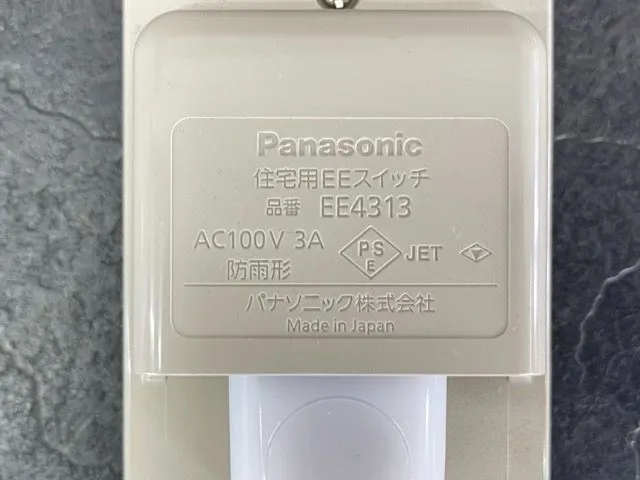 Panasonic
住宅用EEスイッチ
品番 EE4313
AC100V 3A PS E JET
防雨形
パナソニック株式会社
Made in Japan